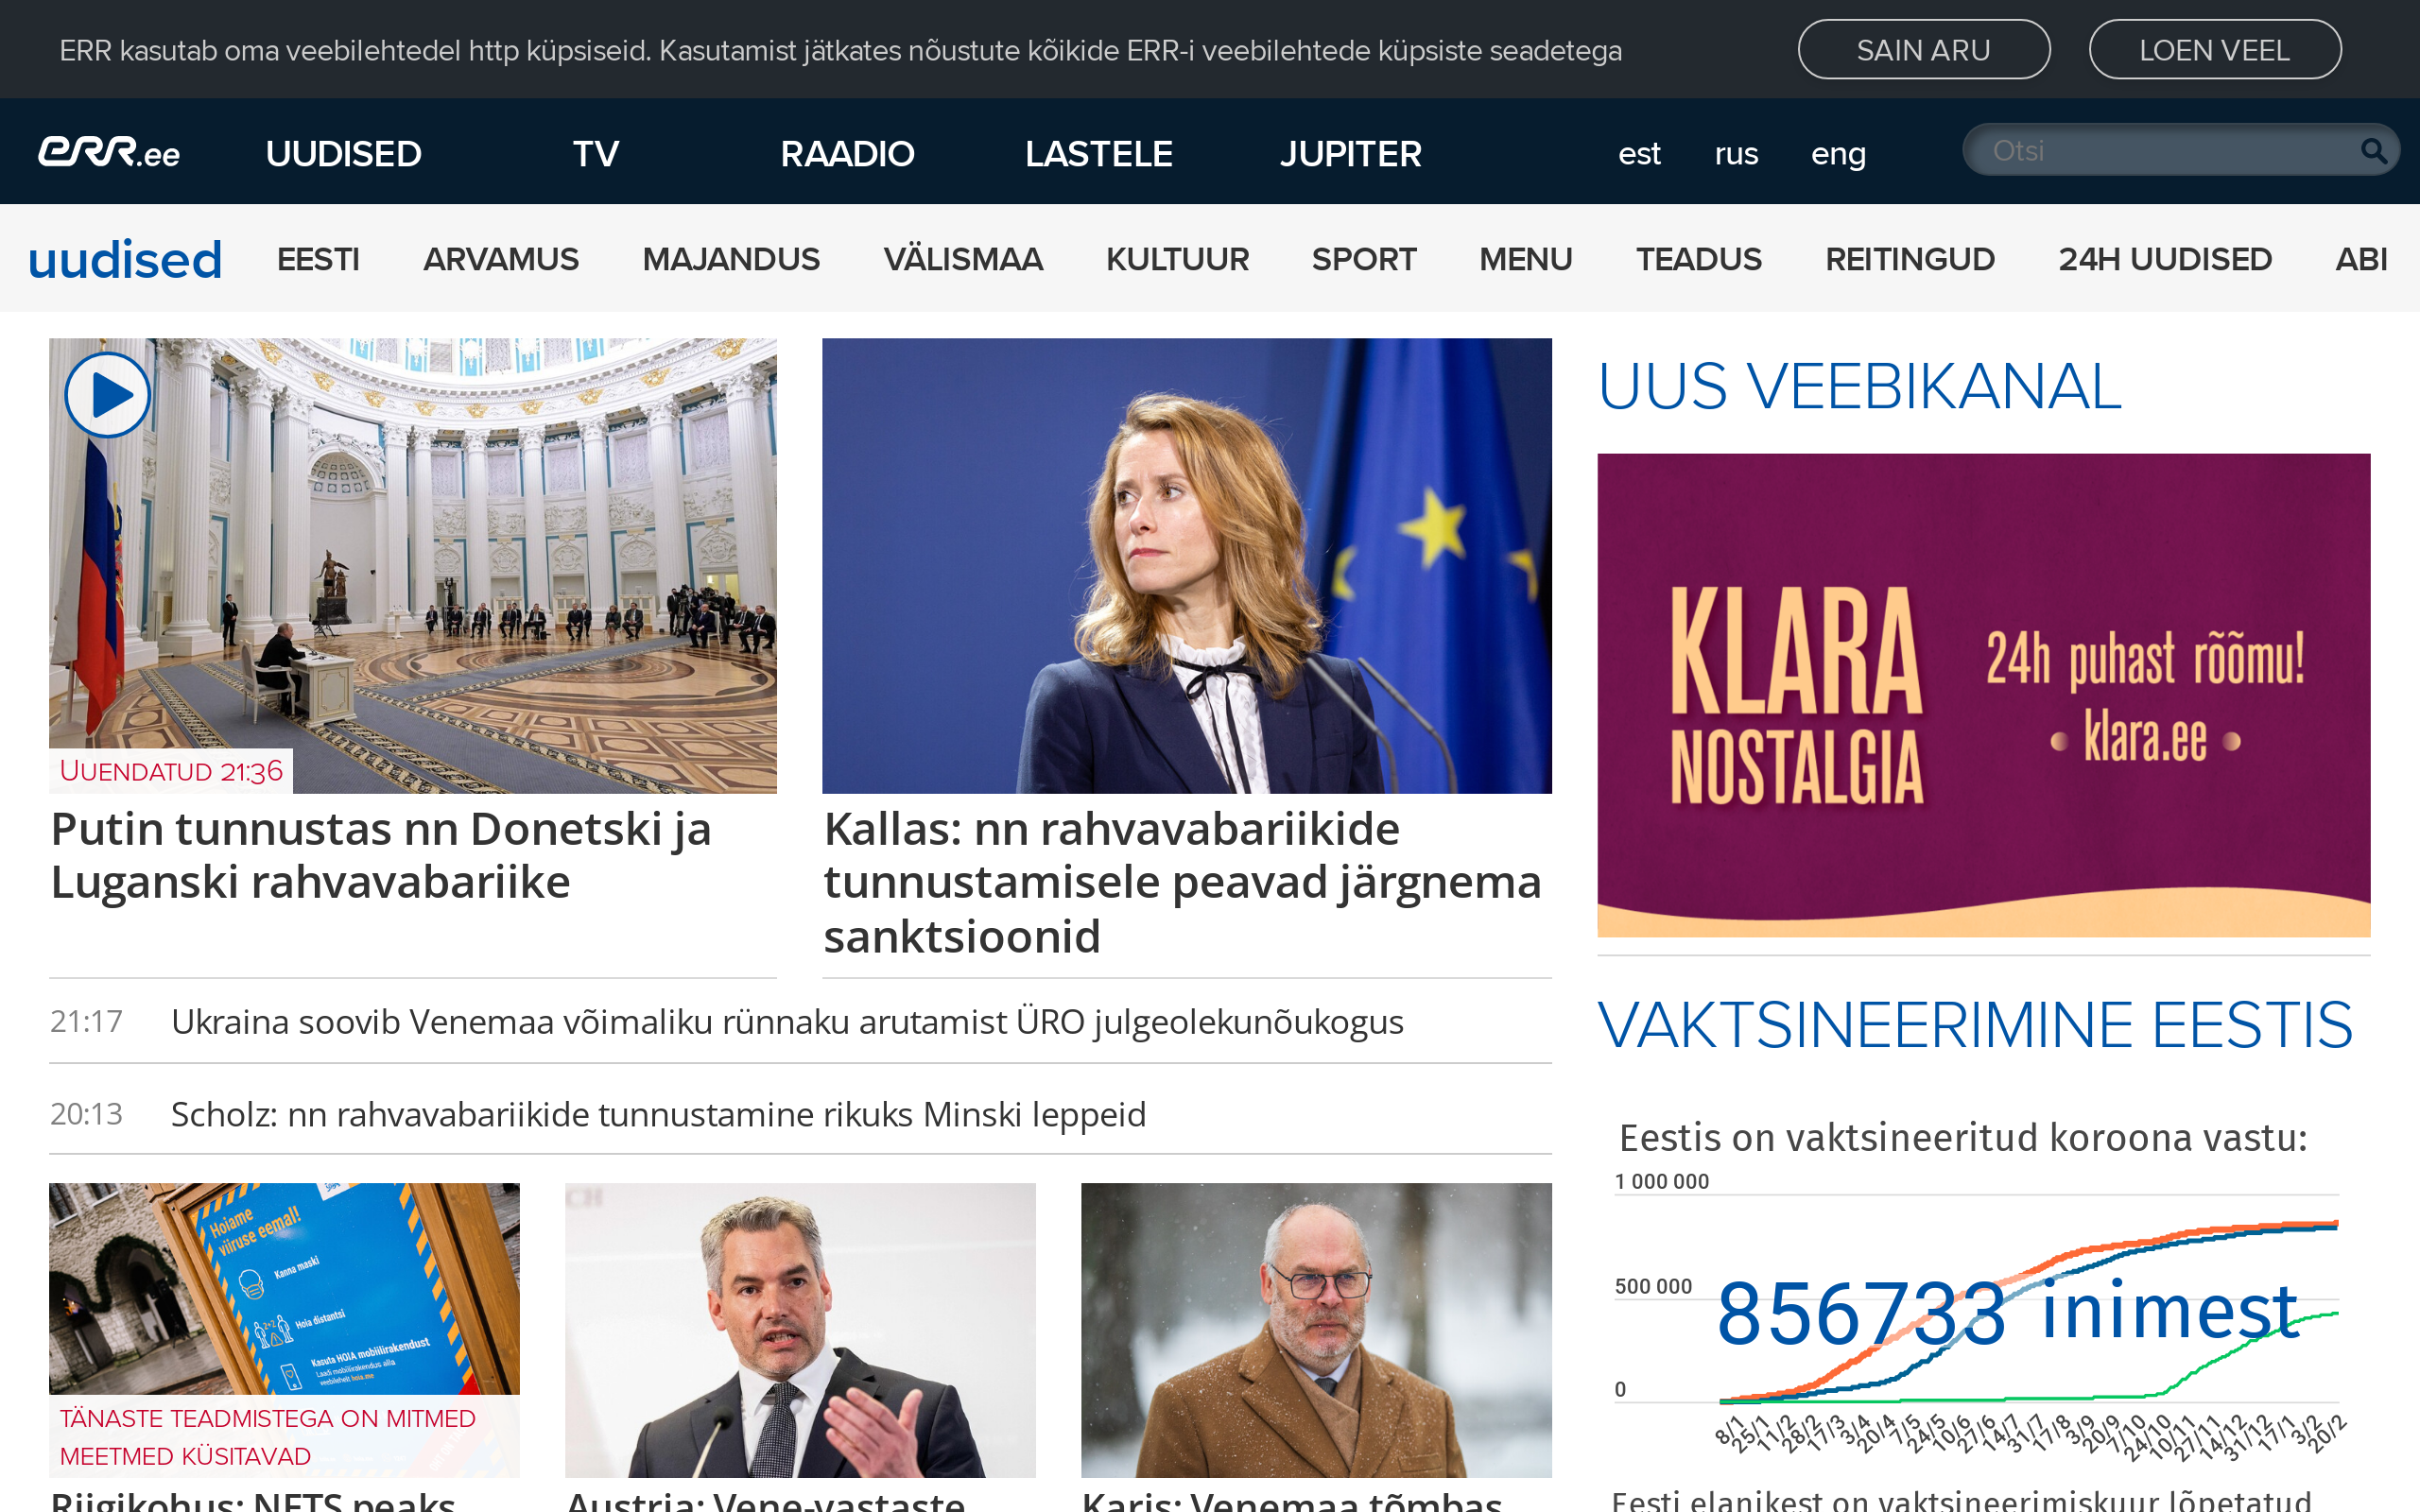 ERR kasutab oma veebilehtedel http küpsiseid. Kasutamist jätkates nõustute kõikide ERR-i veebilehtede küpsiste seadetega
SAIN ARU
LOEN VEEL
err.ee
UUDISED
TV
RAADIO
LASTELE
JUPITER
est
rus
eng
Otsi
uudised
EESTI
ARVAMUS
MAJANDUS
VÄLISMAA
KULTUUR
SPORT
MENU
TEADUS
REITINGUD
24H UUDISED
ABI
UUENDATUD 21:36
Putin tunnustas nn Donetski ja
Luganski rahvavabariike
Kallas: nn rahvavabariikide
tunnustamisele peavad järgnema
sanktsioonid
21:17 Ukraina soovib Venemaa võimaliku rünnaku arutamist ÜRO julgeolekunõukogus
20:13 Scholz: nn rahvavabariikide tunnustamine rikuks Minski leppeid
Hoiame
viiruse eemal!
Kanna maski
2+2
Hoia distantsi
Kasuta HOIA mobiilirakendust
Laadi mobiilirakendus alla
veebilehelt hoia.me
TÄNASTE TEADMISTEGA ON MITMED
MEETMED KÜSITAVAD
Riigikohus: NETS peaks
Austria: Vene-vastaste
Karis: Venemaa tõmbas
UUS VEEBIKANAL
KLARA
NOSTALGIA
24h puhast rõõmu!
klara.ee
VAKTSINEERIMINE EESTIS
Eestis on vaktsineeritud koroona vastu:
1 000 000
500 000
0
856733 inimest
8/1
25/1
11/2
28/2
17/3
3/4
20/4
7/5
24/5
10/6
27/6
14/7
31/7
17/8
3/9
20/9
7/10
24/10
10/11
27/11
14/12
31/12
17/1
3/2
20/2
Eesti elanikest on vaktsineerimiskuur lõpetatud